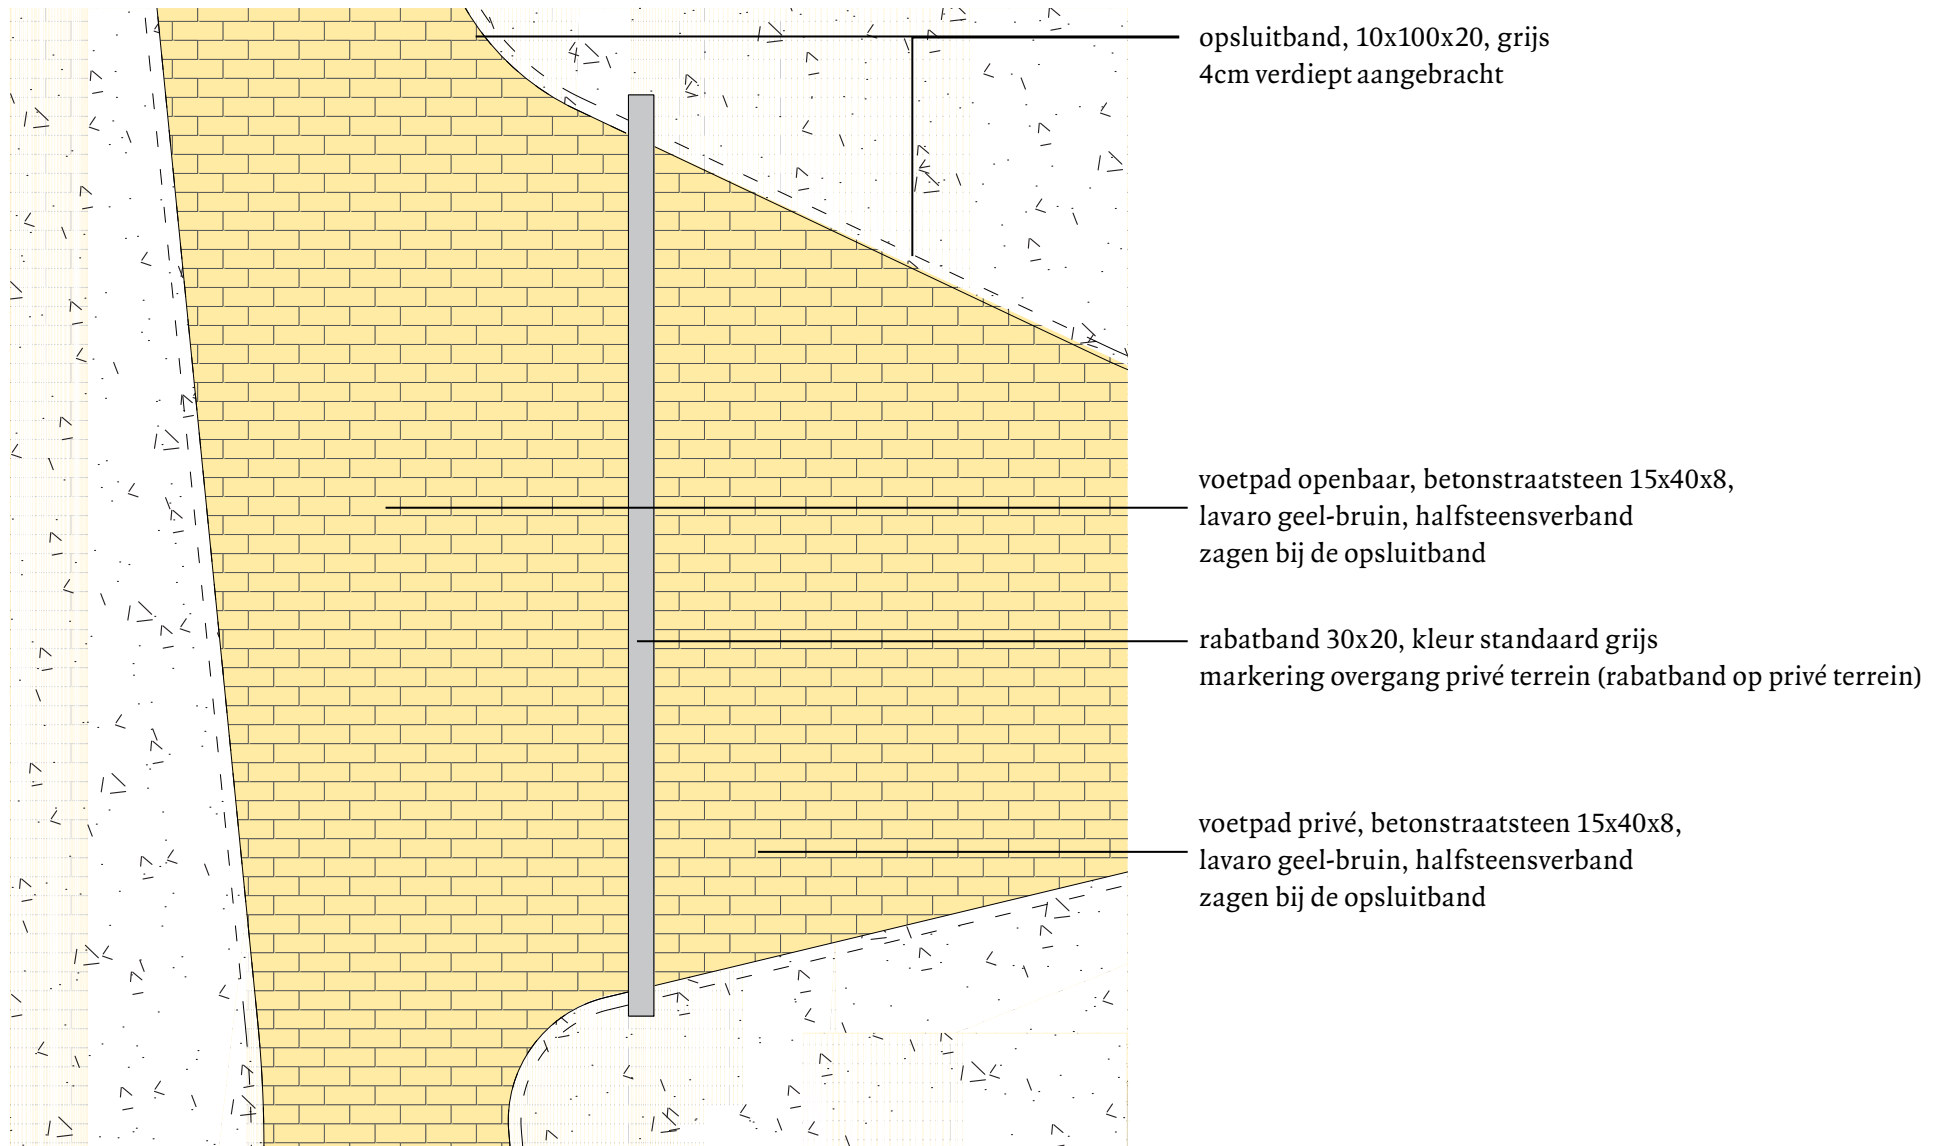 opsluitband, 10x100x20, grijs
4cm verdiept aangebracht
voetpad openbaar, betonstraatsteen 15x40x8,
lavaro geel-bruin, halfsteensverband
zagen bij de opsluitband
rabatband 30x20, kleur standaard grijs
markering overgang privé terrein (rabatband op privé terrein)
voetpad privé, betonstraatsteen 15x40x8,
lavaro geel-bruin, halfsteensverband
zagen bij de opsluitband